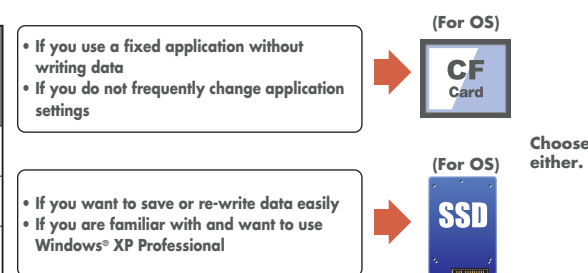 (For OS)
• If you use a fixed application without
writing data
• If you do not frequently change application
settings
CF
Card
Choose
either.
(For OS)
• If you want to save or re-write data easily
• If you are familiar with and want to use
Windows® XP Professional
SSD